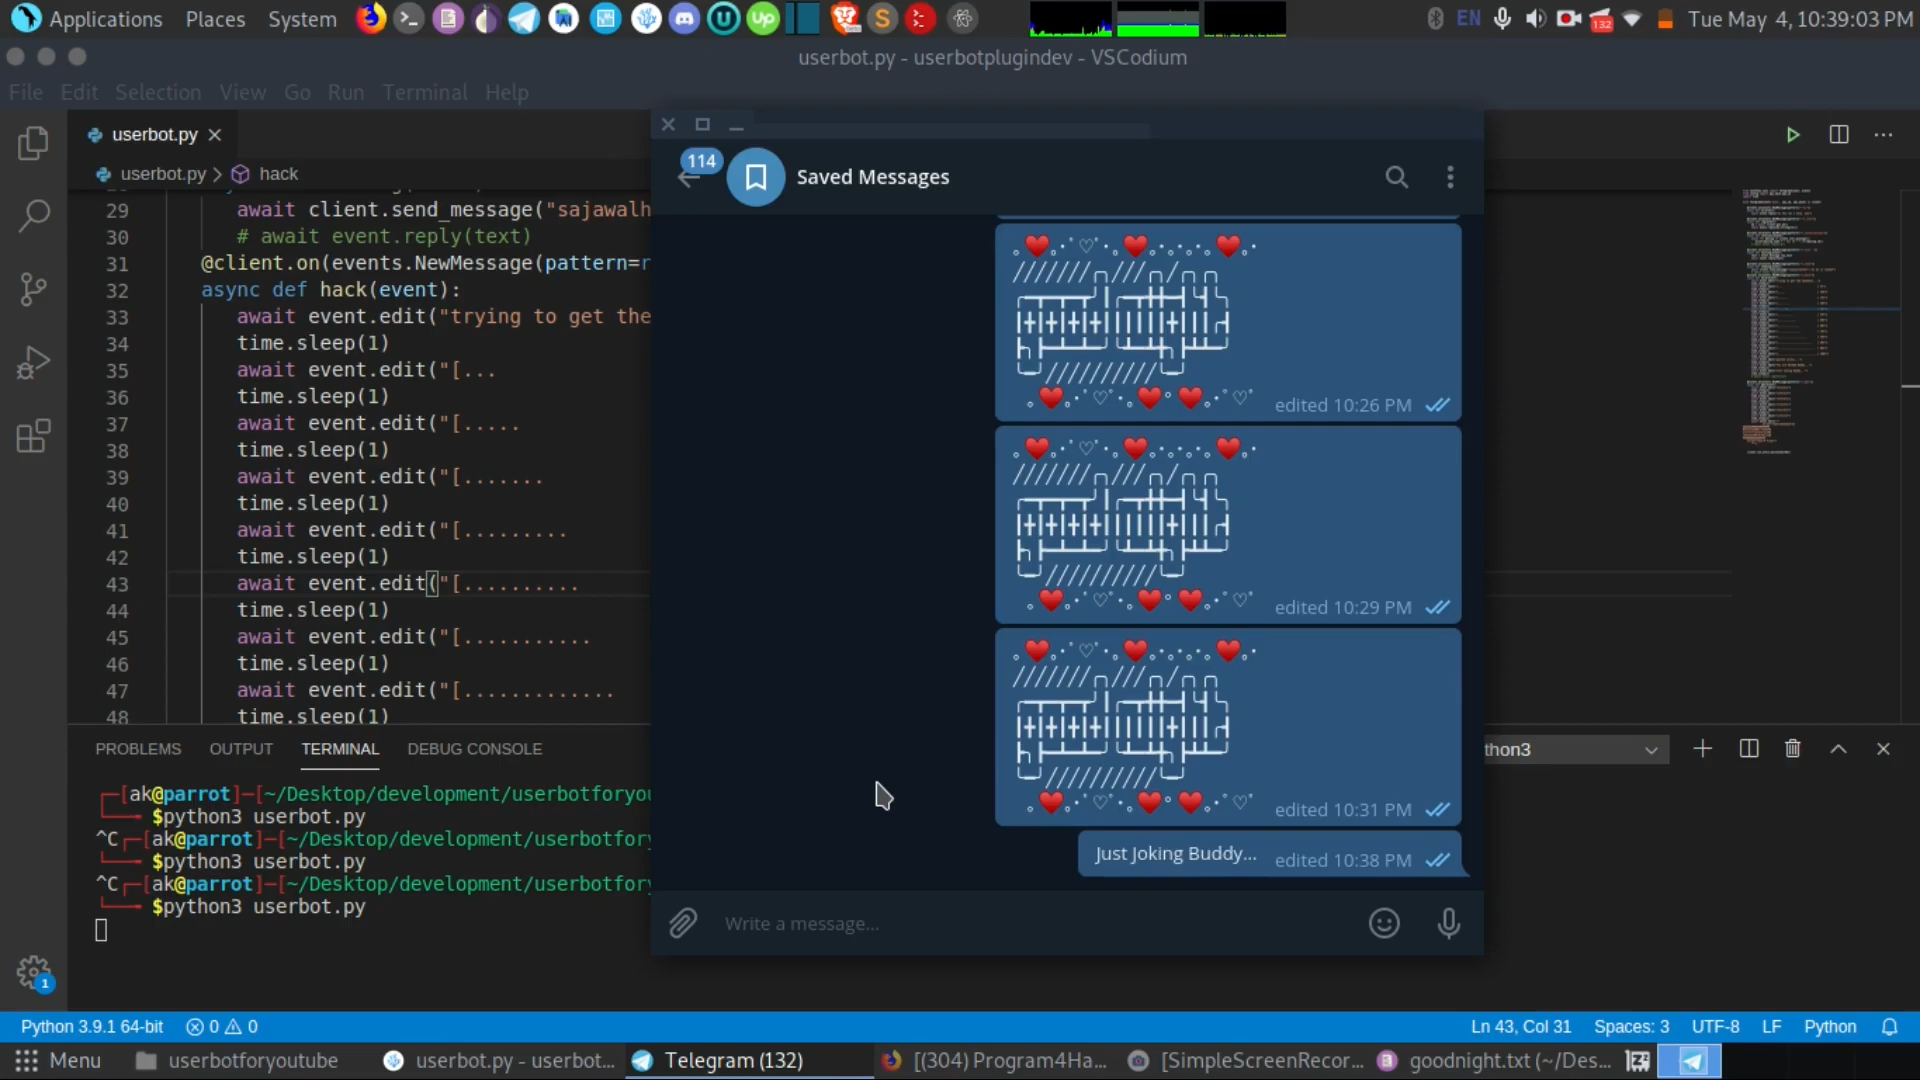 Applications Places System
EN
132
Tue May 4, 10:39:03 PM
userbot.py - userbotplugindev - VSCodium
File Edit Selection View Go Run Terminal Help
userbot.py
userbot.py > hack
29 await client.send_message("sajawalh
30 # await event.reply(text)
31 @client.on(events.NewMessage(pattern=r
32 async def hack(event):
33 await event.edit("trying to get the
34 time.sleep(1)
35 await event.edit("[...
36 time.sleep(1)
37 await event.edit("[.....
38 time.sleep(1)
39 await event.edit("[.......
40 time.sleep(1)
41 await event.edit("[.........
42 time.sleep(1)
43 await event.edit("[..........
44 time.sleep(1)
45 await event.edit("[...........
46 time.sleep(1)
47 await event.edit("[.............
48 time.sleep(1)
PROBLEMS OUTPUT TERMINAL DEBUG CONSOLE
thon3
┌─[ak@parrot]─[~/Desktop/development/userbotforyou
└──╼ $python3 userbot.py
^C┌─[ak@parrot]─[~/Desktop/development/userbotfory
└──╼ $python3 userbot.py
^C┌─[ak@parrot]─[~/Desktop/development/userbotfory
└──╼ $python3 userbot.py
114
Saved Messages
edited 10:26 PM
edited 10:29 PM
edited 10:31 PM
Just Joking Buddy... edited 10:38 PM
Write a message...
1
Python 3.9.1 64-bit 0 0
Ln 43, Col 31 Spaces: 3 UTF-8 LF Python
Menu
userbotforyoutube
userbot.py - userbot...
Telegram (132)
[(304) Program4Ha...
[SimpleScreenRecor...
goodnight.txt (~/Des...